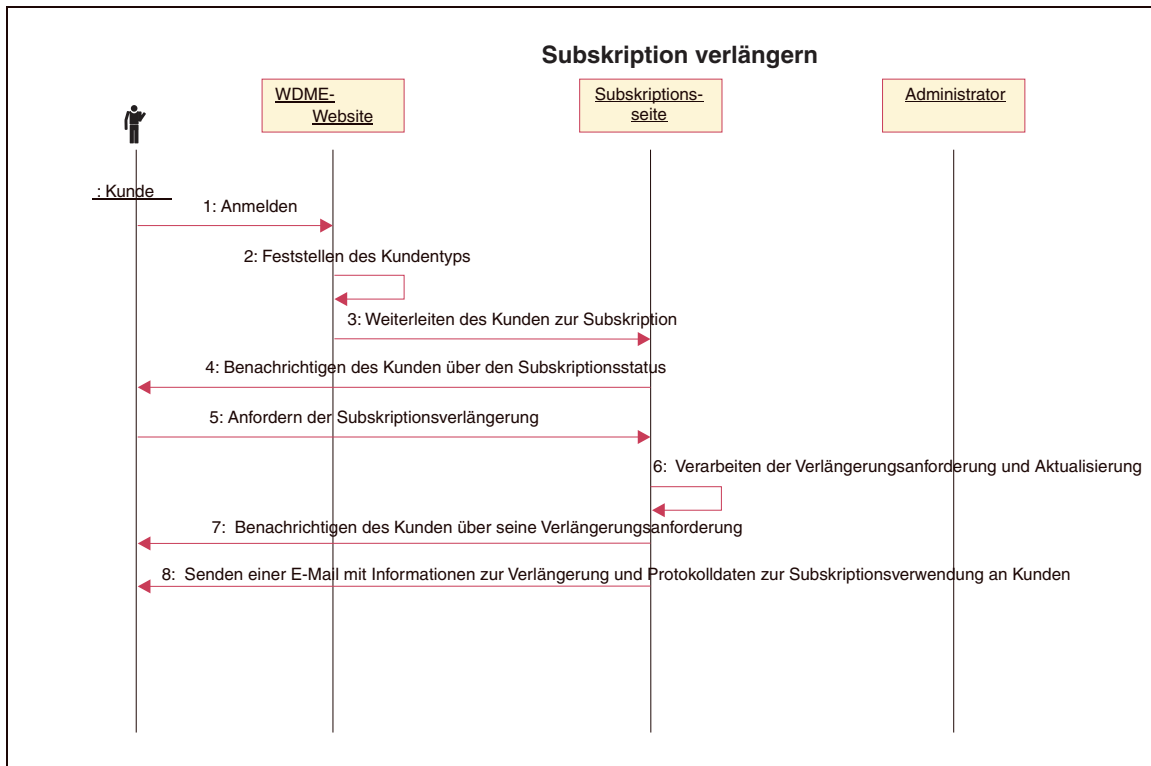 Subskription verlängern
WDME-
Website
Subskriptions-
seite
Administrator
: Kunde
1: Anmelden
2: Feststellen des Kundentyps
3: Weiterleiten des Kunden zur Subskription
4: Benachrichtigen des Kunden über den Subskriptionsstatus
5: Anfordern der Subskriptionsverlängerung
6: Verarbeiten der Verlängerungsanforderung und Aktualisierung
7: Benachrichtigen des Kunden über seine Verlängerungsanforderung
8: Senden einer E-Mail mit Informationen zur Verlängerung und Protokolldaten zur Subskriptionsverwendung an Kunden